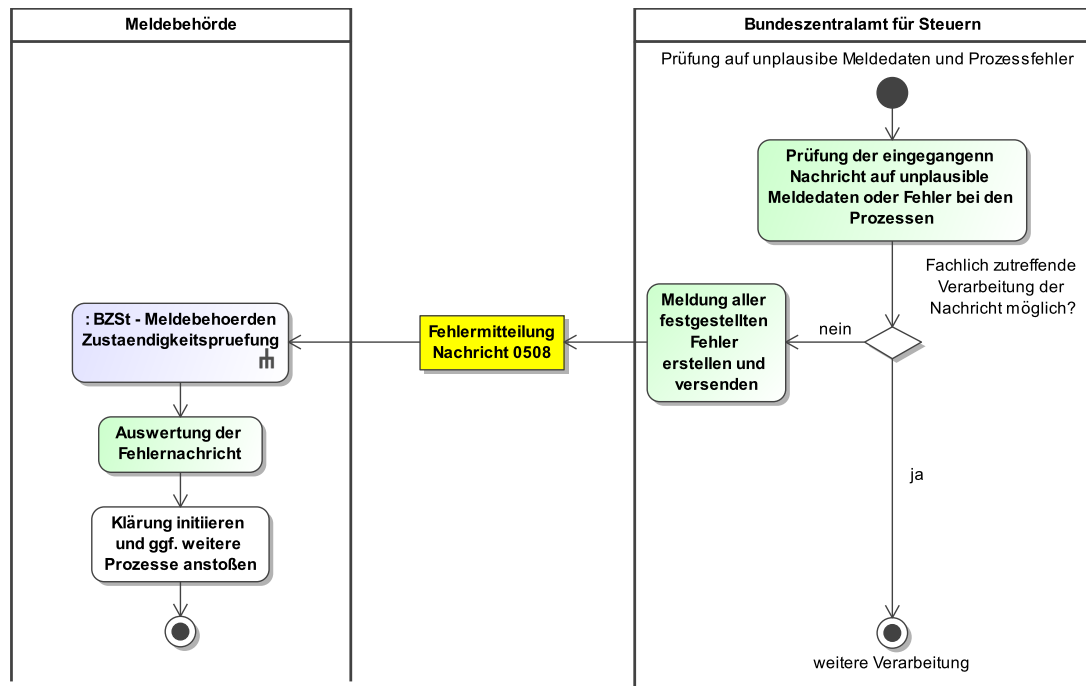 Meldebehörde
Bundeszentralamt für Steuern
Prüfung auf unplausibe Meldedaten und Prozessfehler
Prüfung der eingegangenn
Nachricht auf unplausible
Meldedaten oder Fehler bei den
Prozessen
Fachlich zutreffende
Verarbeitung der
Nachricht möglich?
nein
Meldung aller
festgestellten
Fehler
erstellen und
versenden
Fehlermitteilung
Nachricht 0508
: BZSt - Meldebehoerden
Zustaendigkeitspruefung
Auswertung der
Fehlernachricht
Klärung initiieren
und ggf. weitere
Prozesse anstoßen
ja
weitere Verarbeitung